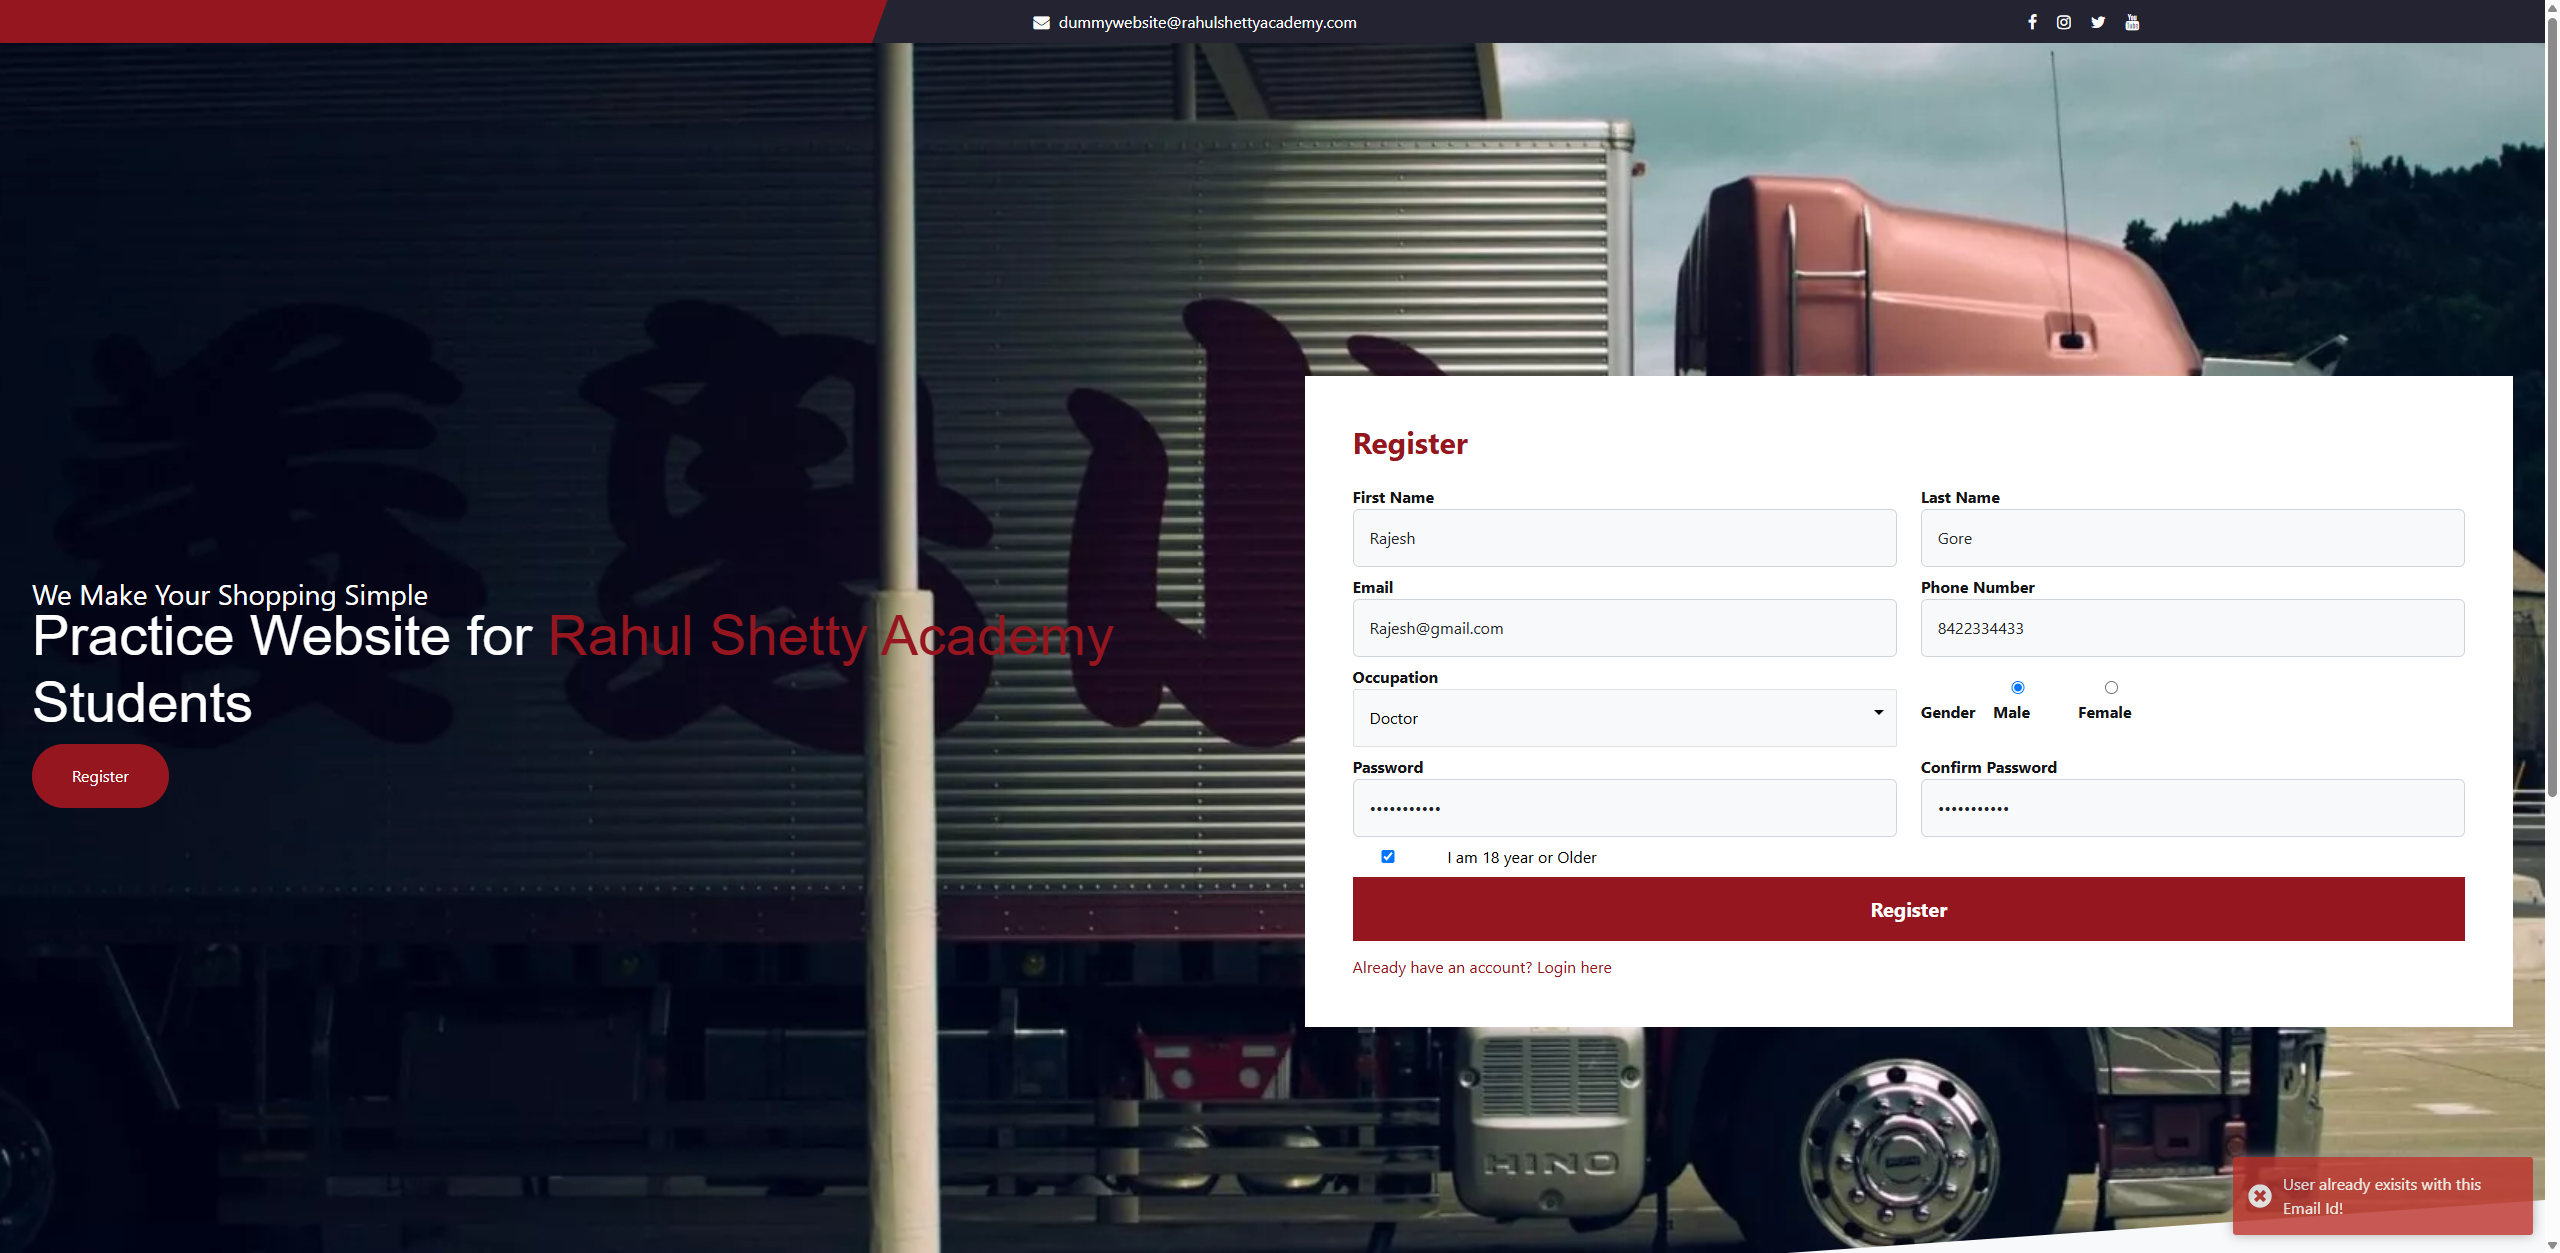 dummywebsite@rahulshettyacademy.com
We Make Your Shopping Simple
Practice Website for Rahul Shetty Academy
Students
Register
Register
First Name
Last Name
Rajesh
Gore
Email
Phone Number
Rajesh@gmail.com
8422334433
Occupation
Doctor
Gender Male Female
Password
Confirm Password
•••••••••••
•••••••••••
I am 18 year or Older
Register
Already have an account? Login here
HINO
User already exisits with this
Email Id!